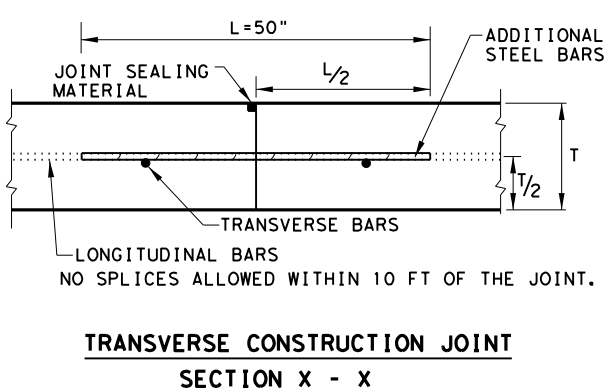 L=50"
ADDITIONAL
STEEL BARS
JOINT SEALING
MATERIAL
L/2
T
T/2
TRANSVERSE BARS
LONGITUDINAL BARS
NO SPLICES ALLOWED WITHIN 10 FT OF THE JOINT.
TRANSVERSE CONSTRUCTION JOINT
SECTION X - X